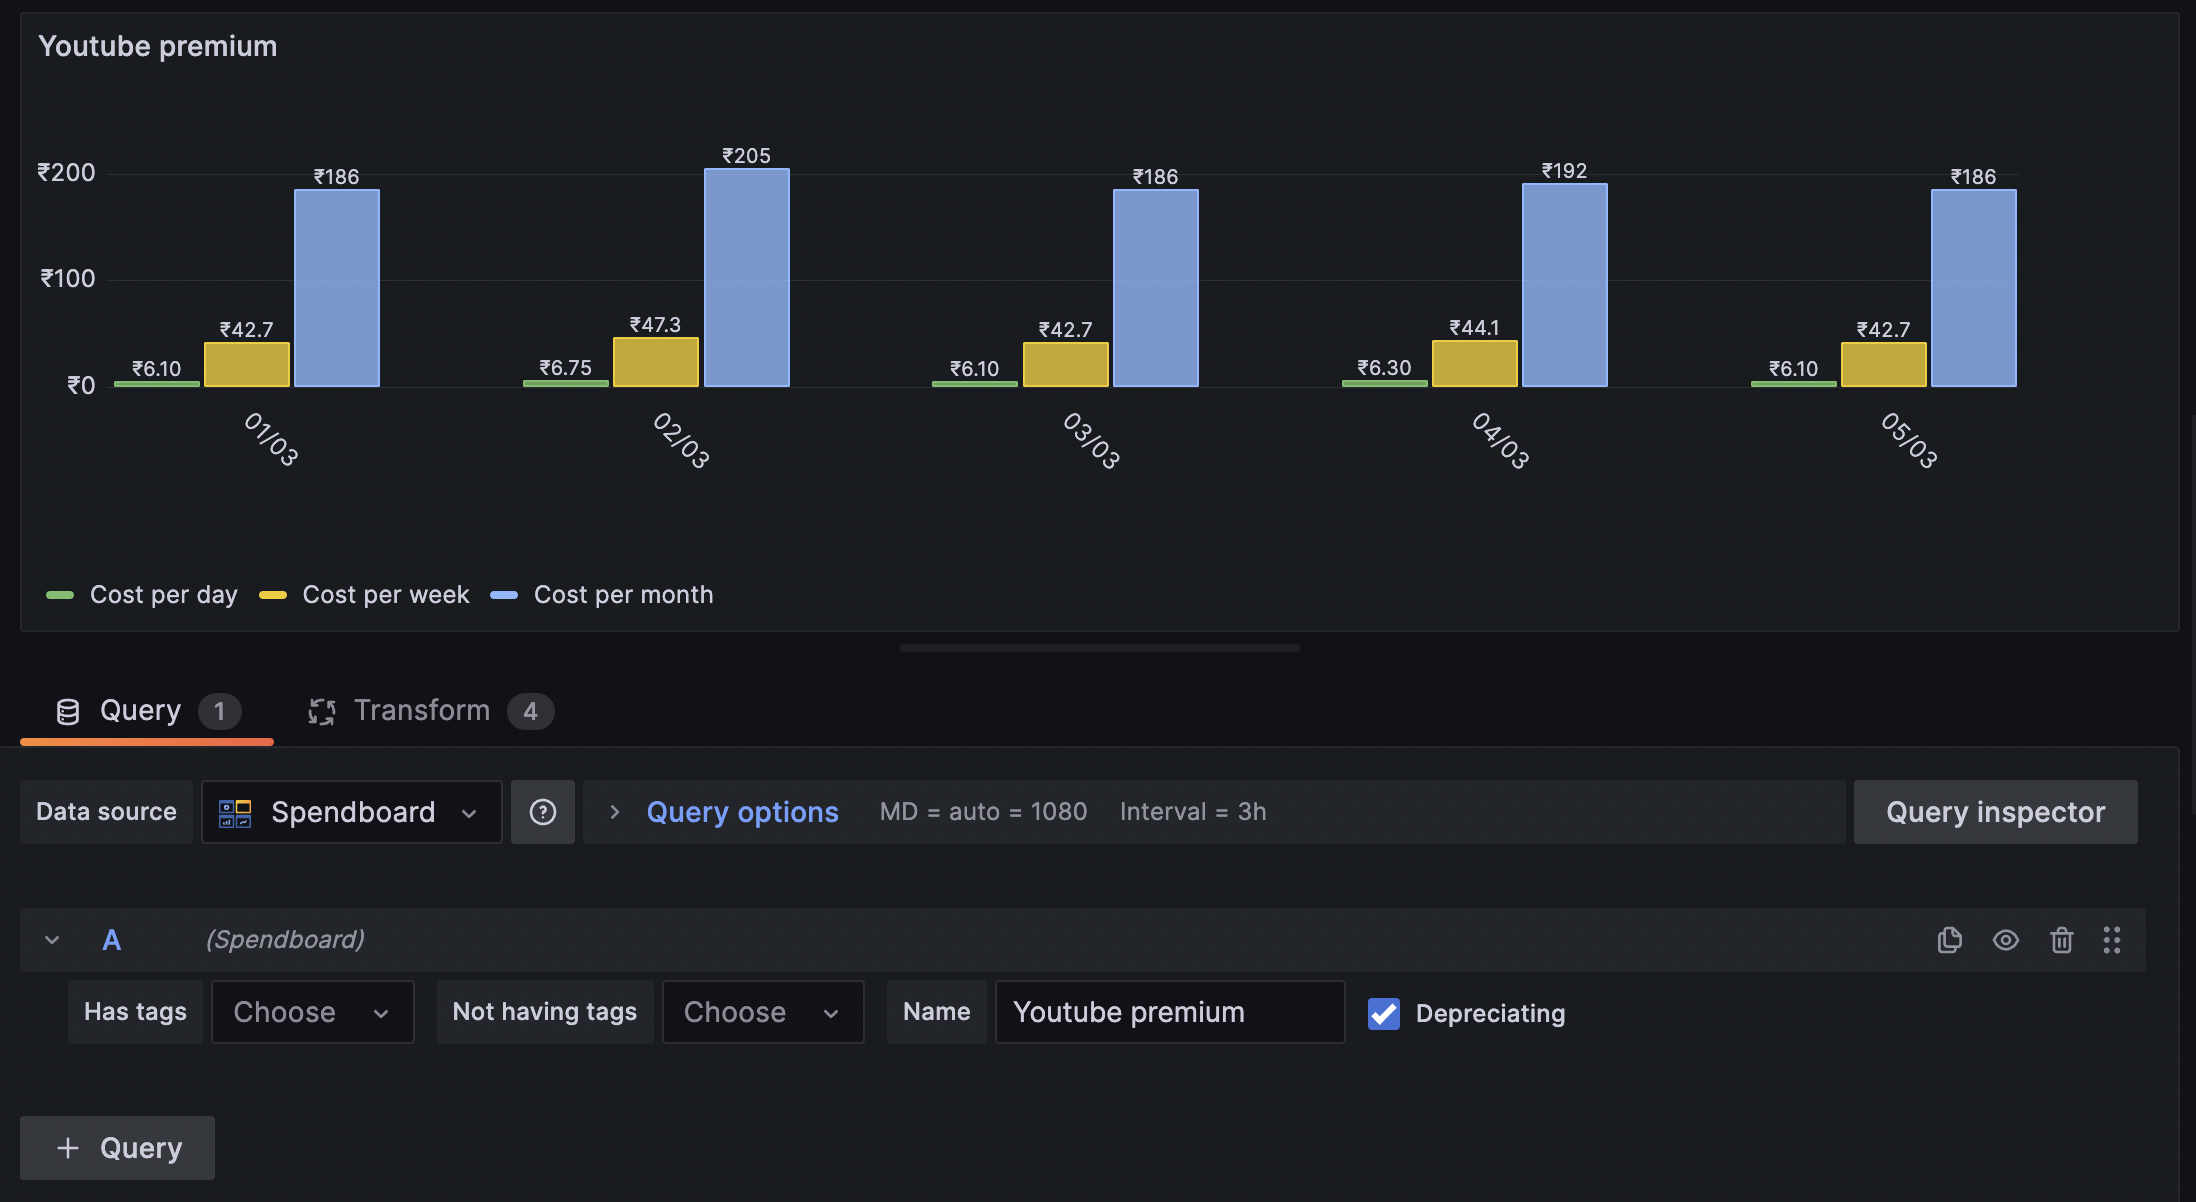 Youtube premium
₹200
₹100
₹0
₹6.10
₹42.7
₹186
₹6.75
₹47.3
₹205
₹6.10
₹42.7
₹186
₹6.30
₹44.1
₹192
₹6.10
₹42.7
₹186
01/03
02/03
03/03
04/03
05/03
Cost per day
Cost per week
Cost per month
Query 1
Transform 4
Data source
Spendboard
Query options MD = auto = 1080 Interval = 3h
Query inspector
A (Spendboard)
Has tags
Choose
Not having tags
Choose
Name
Youtube premium
Depreciating
+ Query